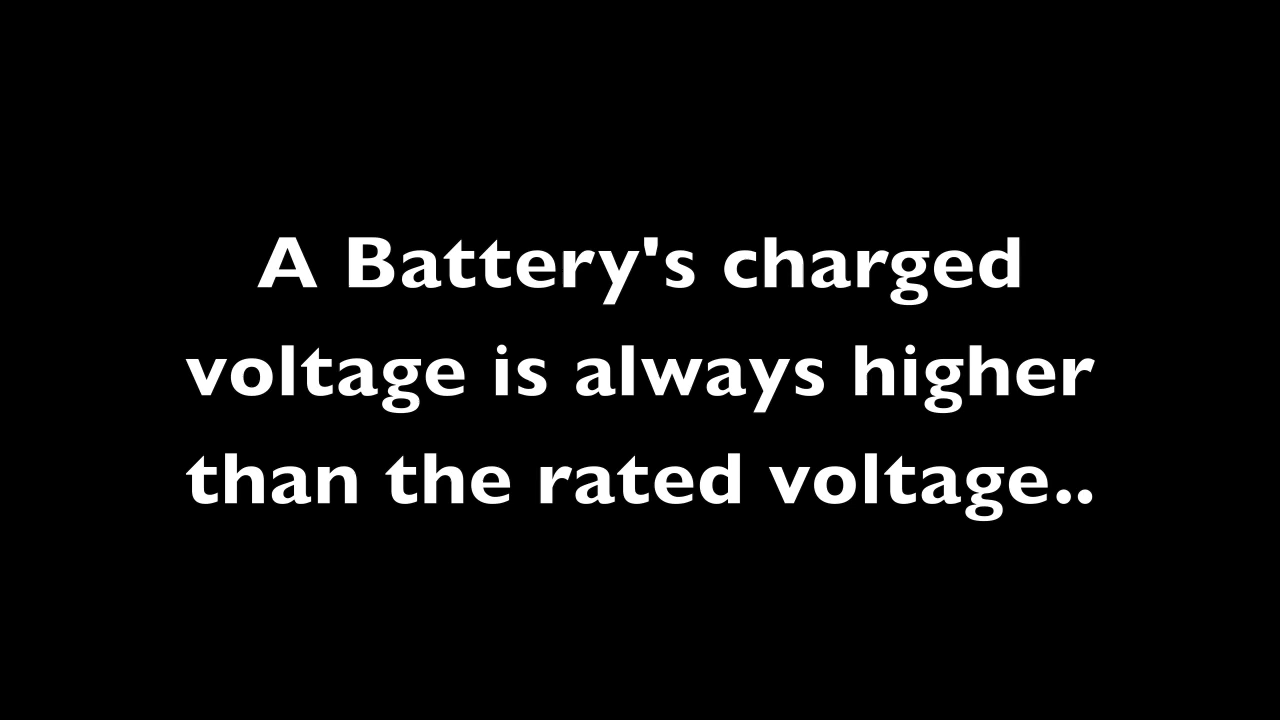 A Battery's charged
voltage is always higher
than the rated voltage..